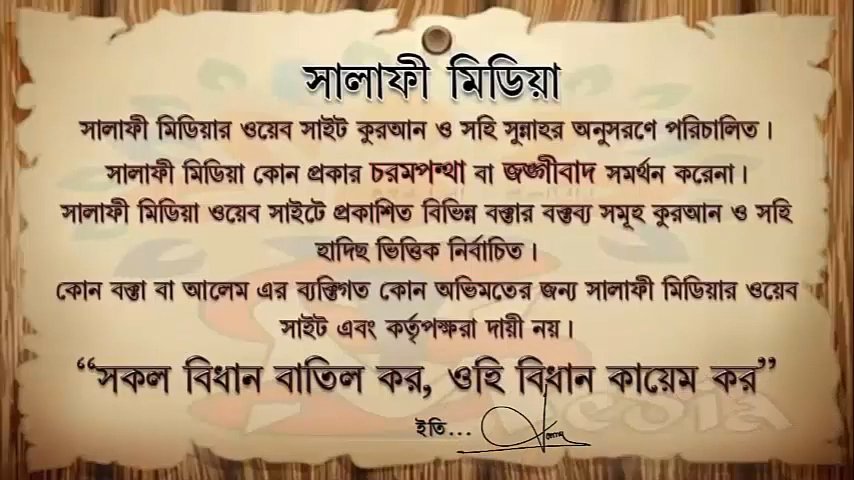 সালাফী মিডিয়া
সালাফী মিডিয়ার ওয়েব সাইট কুরআন ও সহি সুন্নাহর অনুসরণে পরিচালিত।
সালাফী মিডিয়া কোন প্রকার চরমপন্থা বা জঙ্গীবাদ সমর্থন করেনা।
সালাফী মিডিয়া ওয়েব সাইটে প্রকাশিত বিভিন্ন বক্তার বক্তব্য সমূহ কুরআন ও সহি
হাদিছ ভিত্তিক নির্বাচিত।
কোন বক্তা বা আলেম এর ব্যক্তিগত কোন অভিমতের জন্য সালাফী মিডিয়ার ওয়েব
সাইট এবং কর্তৃপক্ষরা দায়ী নয়।
“সকল বিধান বাতিল কর, ওহি বিধান কায়েম কর”
ইতি...